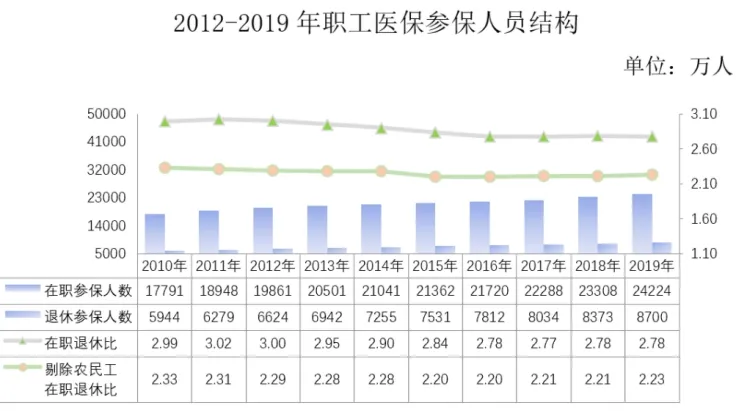 2012-2019 年职工医保参保人员结构
单位：万人
50000 3.10
41000 2.60
32000 2.10
23000
14000 1.60
5000 1.10
2010年 2011年 2012年 2013年 2014年 2015年 2016年 2017年 2018年 2019年
在职参保人数 17791 18948 19861 20501 21041 21362 21720 22288 23308 24224
退休参保人数 5944 6279 6624 6942 7255 7531 7812 8034 8373 8700
在职退休比 2.99 3.02 3.00 2.95 2.90 2.84 2.78 2.77 2.78 2.78
剔除农民工
在职退休比 2.33 2.31 2.29 2.28 2.28 2.20 2.20 2.21 2.21 2.23